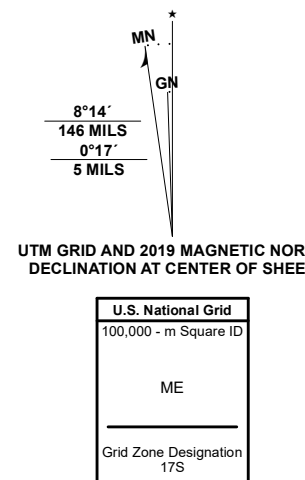 ★
MN
GN
8°14´
146 MILS
0°17´
5 MILS
UTM GRID AND 2019 MAGNETIC NOR
DECLINATION AT CENTER OF SHEE
U.S. National Grid
100,000 - m Square ID
ME
Grid Zone Designation
17S